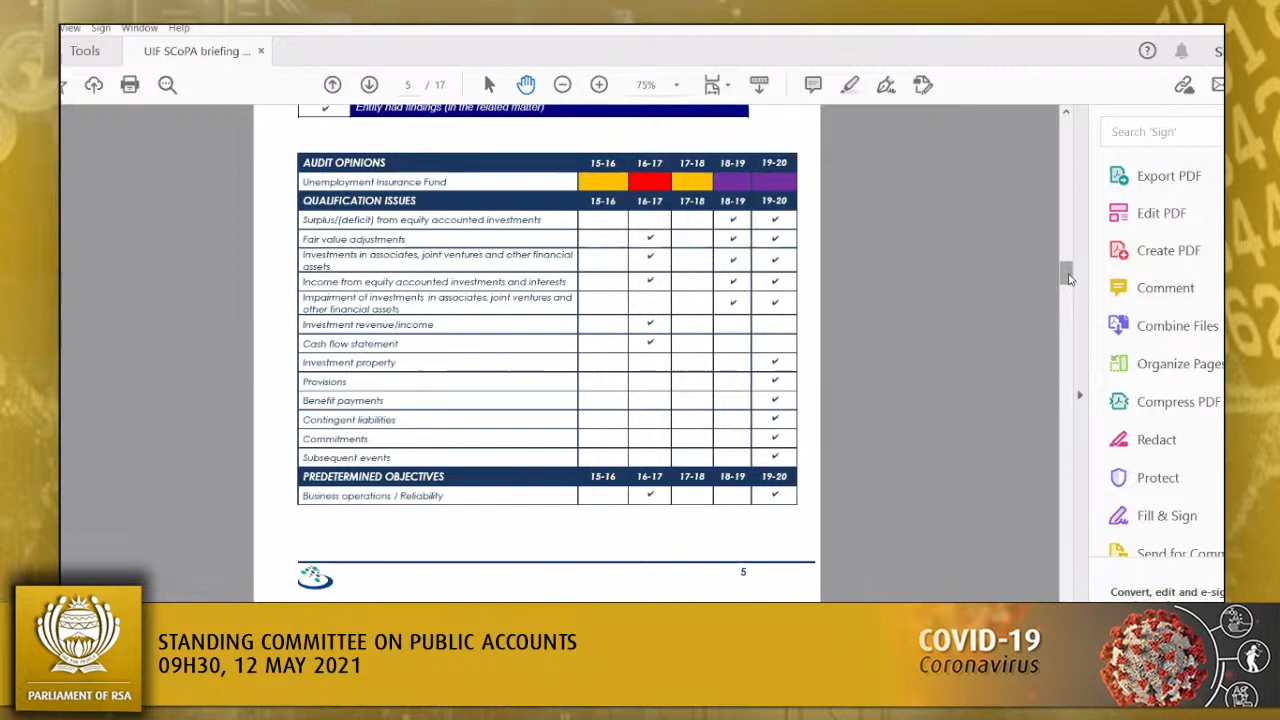 View Sign Window Help
Tools
UIF SCoPA briefing ... ×
5 / 17
75%
Entity had findings (in the related matter)
AUDIT OPINIONS 15-16 16-17 17-18 18-19 19-20
Unemployment Insurance Fund
QUALIFICATION ISSUES 15-16 16-17 17-18 18-19 19-20
Surplus/(deficit) from equity accounted investments ✓ ✓
Fair value adjustments ✓ ✓ ✓
Investments in associates, joint ventures and other financial
assets ✓ ✓ ✓
Income from equity accounted investments and interests ✓ ✓ ✓
Impairment of investments in associates, joint ventures and
other financial assets ✓ ✓
Investment revenue/income ✓
Cash flow statement ✓
Investment property ✓
Provisions ✓
Benefit payments ✓
Contingent liabilities ✓
Commitments ✓
Subsequent events ✓
PREDETERMINED OBJECTIVES 15-16 16-17 17-18 18-19 19-20
Business operations / Reliability ✓ ✓
5
Search 'Sign'
Export PDF
Edit PDF
Create PDF
Comment
Combine Files
Organize Pages
Compress PDF
Redact
Protect
Fill & Sign
Send for Comm
Convert, edit and e-sig
PARLIAMENT OF RSA
STANDING COMMITTEE ON PUBLIC ACCOUNTS
09H30, 12 MAY 2021
COVID-19
Coronavirus